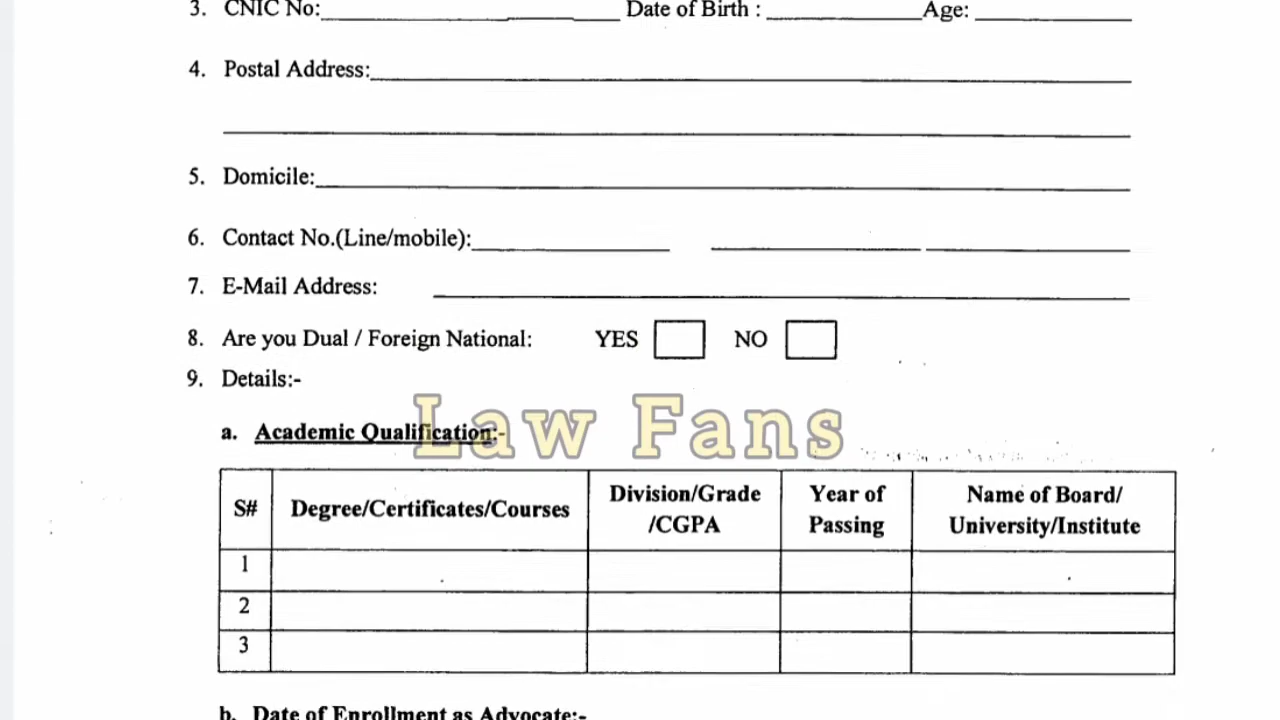 3. CNIC No: Date of Birth : Age:
4. Postal Address:
5. Domicile:
6. Contact No.(Line/mobile):
7. E-Mail Address:
8. Are you Dual / Foreign National: YES NO
9. Details:-
Law Fans
a. Academic Qualification:-
S# Degree/Certificates/Courses Division/Grade /CGPA Year of Passing Name of Board/ University/Institute
1
2
3
b. Date of Enrollment as Advocate:-